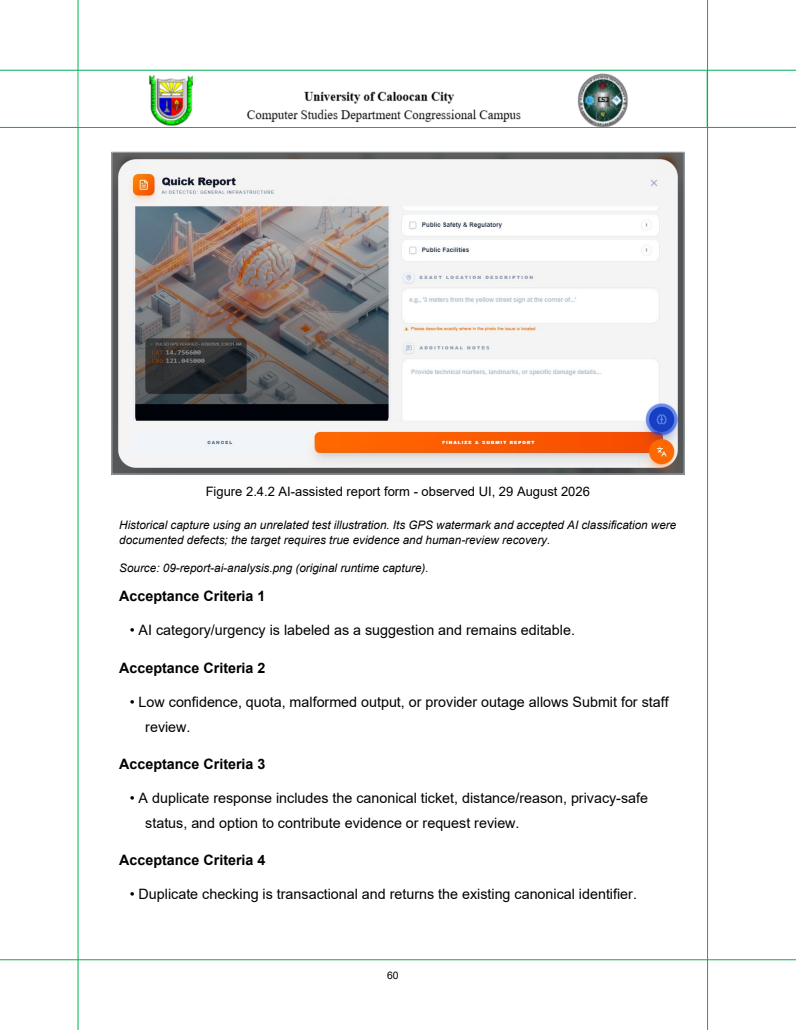 University of Caloocan City
Computer Studies Department Congressional Campus
Quick Report
AI DETECTED: GENERAL INFRASTRUCTURE
Public Safety & Regulatory
Public Facilities
EXACT LOCATION DESCRIPTION
e.g., '3 meters from the yellow street sign at the corner of...'
Please describe exactly where in the photo the issue is located
ADDITIONAL NOTES
Provide technical markers, landmarks, or specific damage details...
14.756600
121.045000
CANCEL
FINALIZE & SUBMIT REPORT
Figure 2.4.2 AI-assisted report form - observed UI, 29 August 2026
Historical capture using an unrelated test illustration. Its GPS watermark and accepted AI classification were
documented defects; the target requires true evidence and human-review recovery.
Source: 09-report-ai-analysis.png (original runtime capture).
Acceptance Criteria 1
• AI category/urgency is labeled as a suggestion and remains editable.
Acceptance Criteria 2
• Low confidence, quota, malformed output, or provider outage allows Submit for staff
review.
Acceptance Criteria 3
• A duplicate response includes the canonical ticket, distance/reason, privacy-safe
status, and option to contribute evidence or request review.
Acceptance Criteria 4
• Duplicate checking is transactional and returns the existing canonical identifier.
60